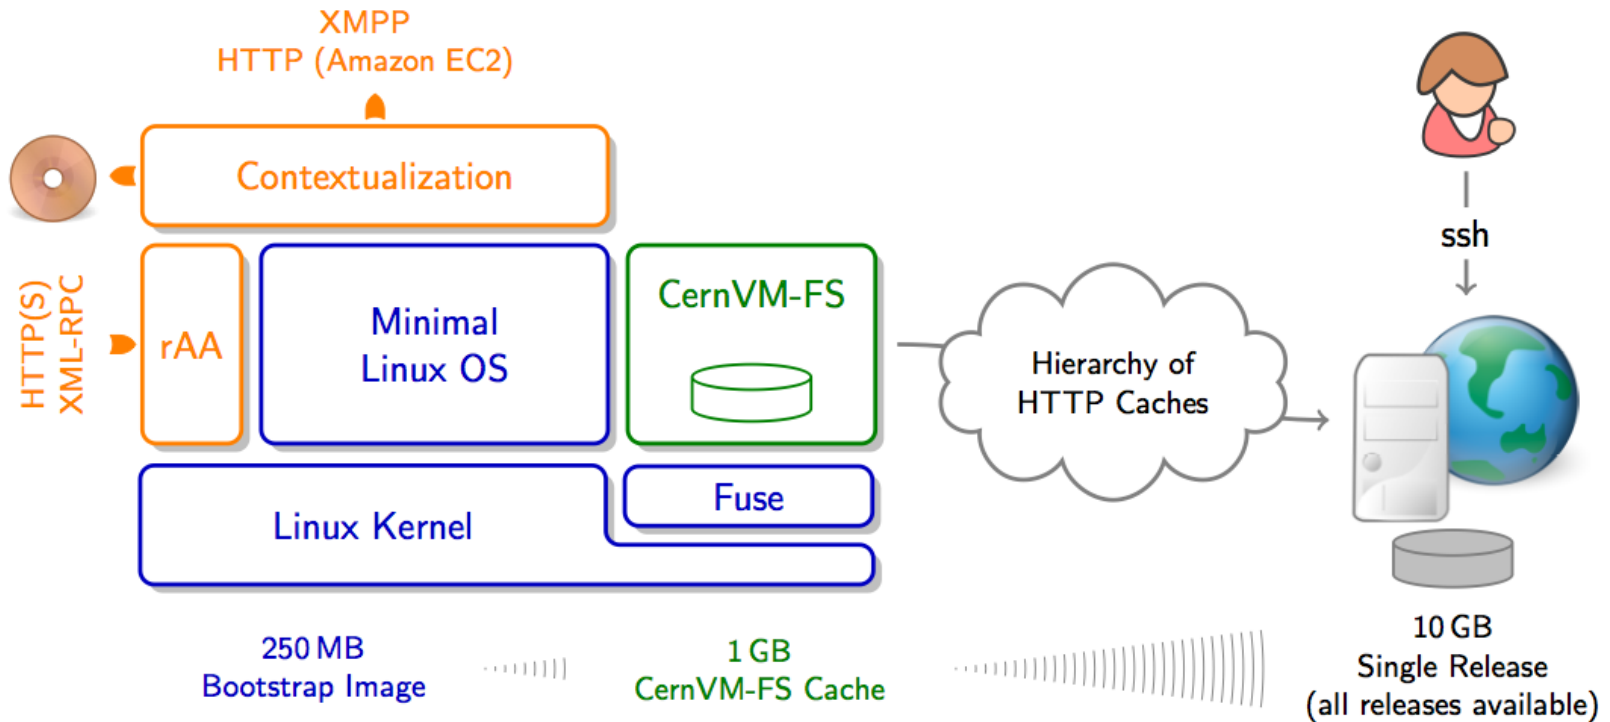 XMPP
HTTP (Amazon EC2)
Contextualization
HTTP(S)
XML-RPC
rAA
Minimal
Linux OS
CernVM-FS
Hierarchy of
HTTP Caches
ssh
Linux Kernel
Fuse
250 MB
Bootstrap Image
1 GB
CernVM-FS Cache
10 GB
Single Release
(all releases available)